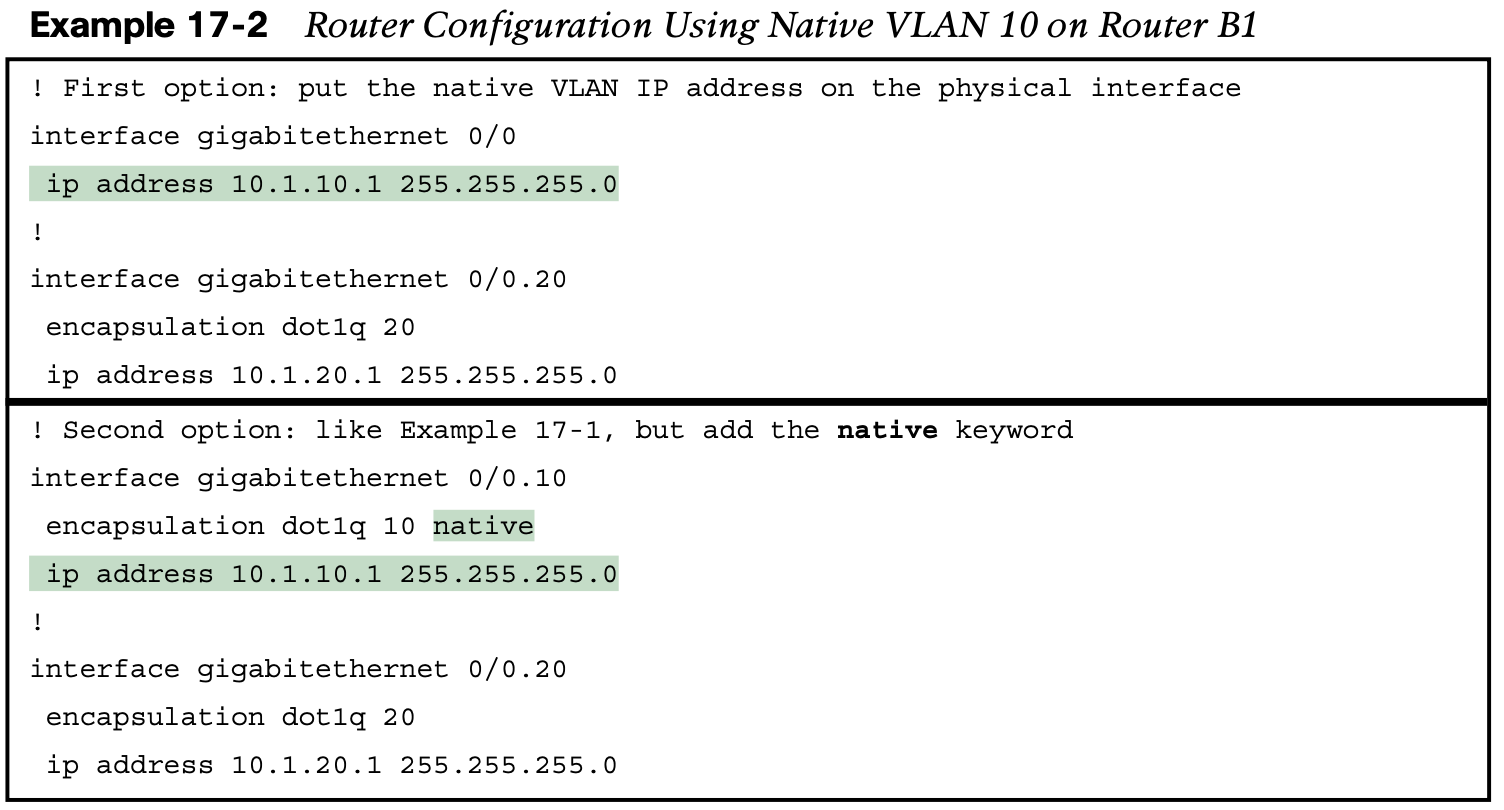 Example 17-2 Router Configuration Using Native VLAN 10 on Router B1
! First option: put the native VLAN IP address on the physical interface
interface gigabitethernet 0/0
ip address 10.1.10.1 255.255.255.0
!
interface gigabitethernet 0/0.20
encapsulation dot1q 20
ip address 10.1.20.1 255.255.255.0
! Second option: like Example 17-1, but add the native keyword
interface gigabitethernet 0/0.10
encapsulation dot1q 10 native
ip address 10.1.10.1 255.255.255.0
!
interface gigabitethernet 0/0.20
encapsulation dot1q 20
ip address 10.1.20.1 255.255.255.0